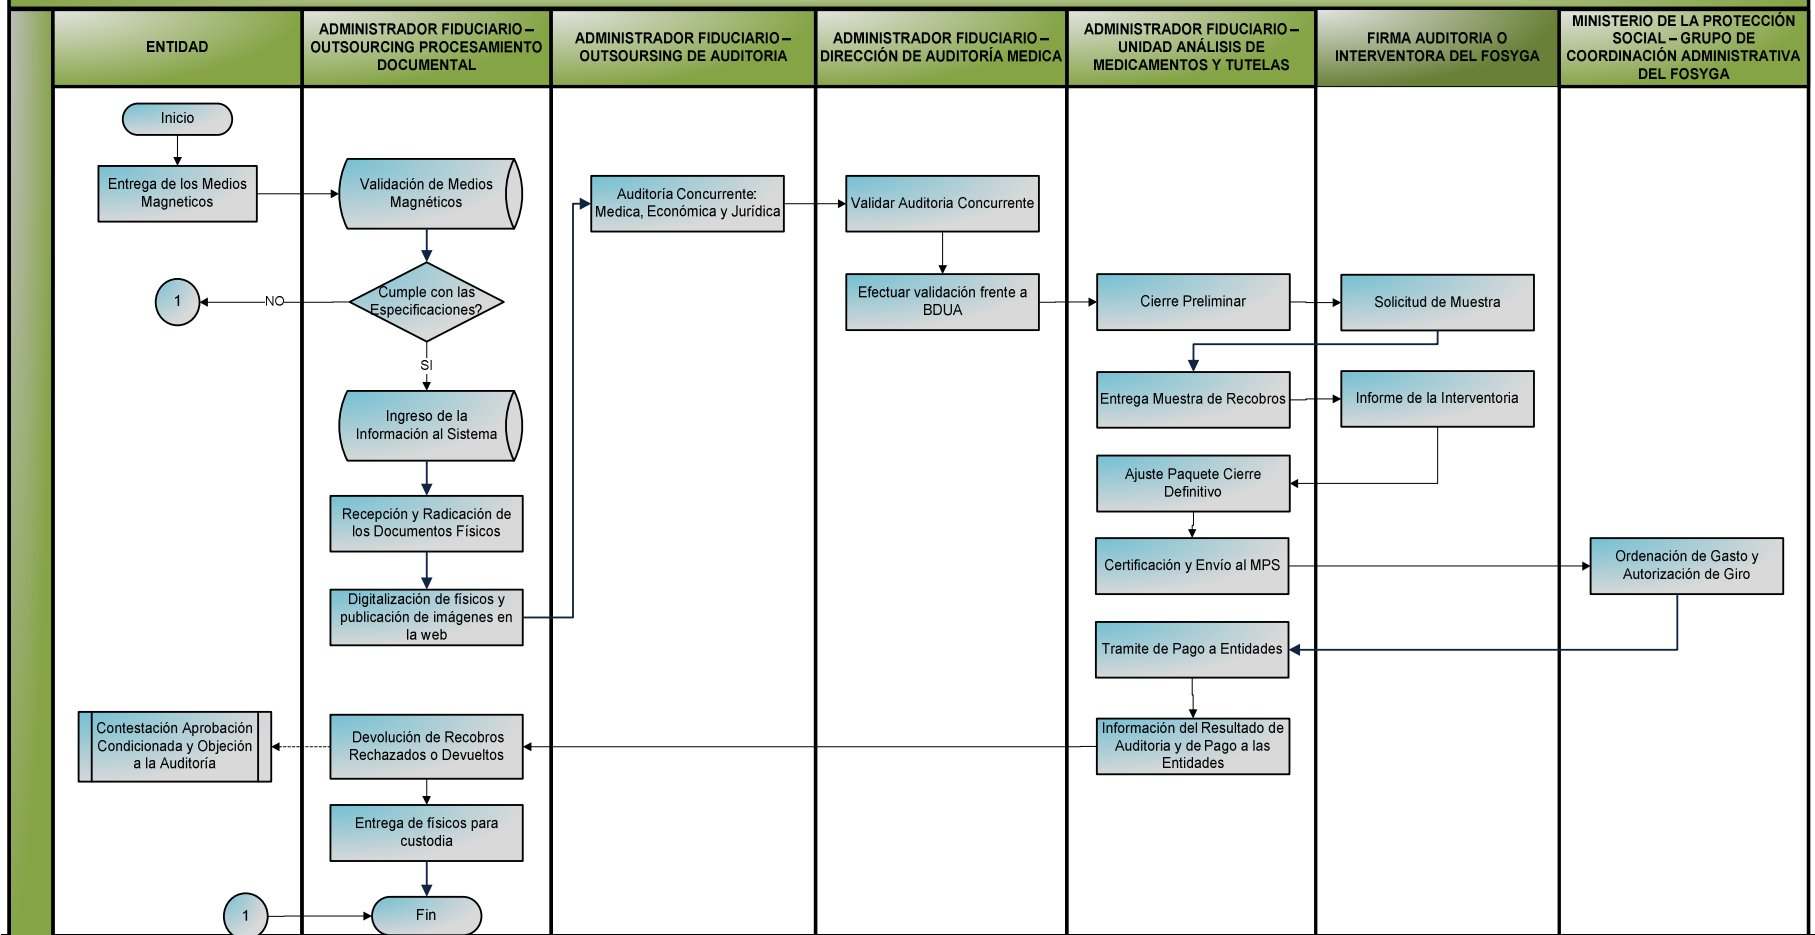 ENTIDAD
ADMINISTRADOR FIDUCIARIO –
OUTSOURCING PROCESAMIENTO
DOCUMENTAL
ADMINISTRADOR FIDUCIARIO –
OUTSOURSING DE AUDITORIA
ADMINISTRADOR FIDUCIARIO –
DIRECCIÓN DE AUDITORÍA MEDICA
ADMINISTRADOR FIDUCIARIO –
UNIDAD ANÁLISIS DE
MEDICAMENTOS Y TUTELAS
FIRMA AUDITORIA O
INTERVENTORA DEL FOSYGA
MINISTERIO DE LA PROTECCIÓN
SOCIAL – GRUPO DE
COORDINACIÓN ADMINISTRATIVA
DEL FOSYGA
Inicio
Entrega de los Medios
Magneticos
Validación de Medios
Magnéticos
Auditoría Concurrente:
Medica, Económica y Jurídica
Validar Auditoria Concurrente
1
NO
Cumple con las
Especificaciones?
Efectuar validación frente a
BDUA
Cierre Preliminar
Solicitud de Muestra
SI
Entrega Muestra de Recobros
Informe de la Interventoria
Ingreso de la
Información al Sistema
Ajuste Paquete Cierre
Definitivo
Recepción y Radicación de
los Documentos Físicos
Certificación y Envío al MPS
Ordenación de Gasto y
Autorización de Giro
Digitalización de físicos y
publicación de imágenes en
la web
Tramite de Pago a Entidades
Contestación Aprobación
Condicionada y Objeción
a la Auditoría
Devolución de Recobros
Rechazados o Devueltos
Información del Resultado de
Auditoria y de Pago a las
Entidades
Entrega de físicos para
custodia
1
Fin